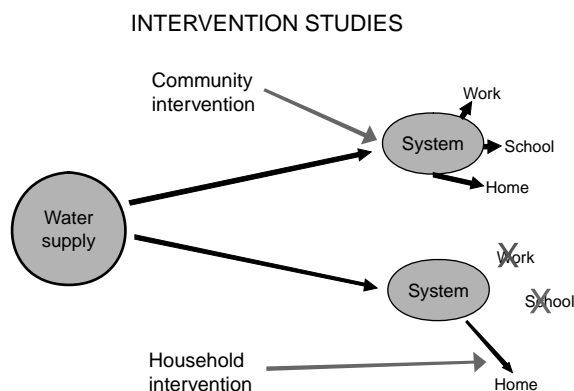 INTERVENTION STUDIES
Community
intervention
Work
System
School
Home
Water
supply
Work
System
School
Household
intervention
Home